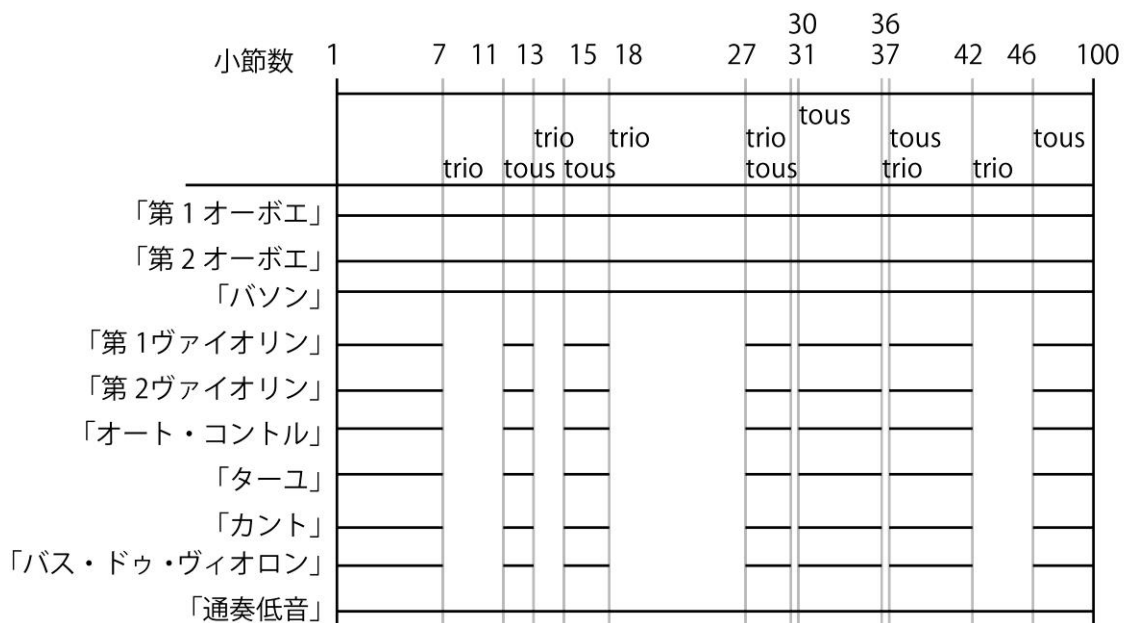 30 36
小節数 1 7 11 13 15 18 27 31 37 42 46 100
tous
trio trio trio tous tous
trio tous tous tous trio trio
「第 1 オーボエ」
「第 2 オーボエ」
「バソン」
「第 1ヴァイオリン」
「第 2ヴァイオリン」
「オート・コントル」
「ターユ」
「カント」
「バス・ドゥ・ヴィオロン」
「通奏低音」